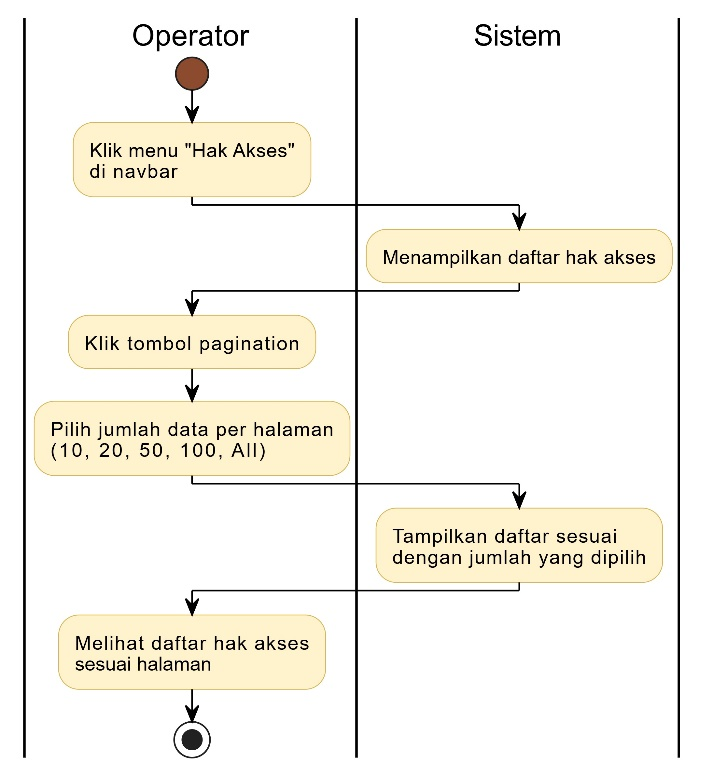 Operator
Sistem
Klik menu "Hak Akses"
di navbar
Menampilkan daftar hak akses
Klik tombol pagination
Pilih jumlah data per halaman
(10, 20, 50, 100, All)
Tampilkan daftar sesuai
dengan jumlah yang dipilih
Melihat daftar hak akses
sesuai halaman